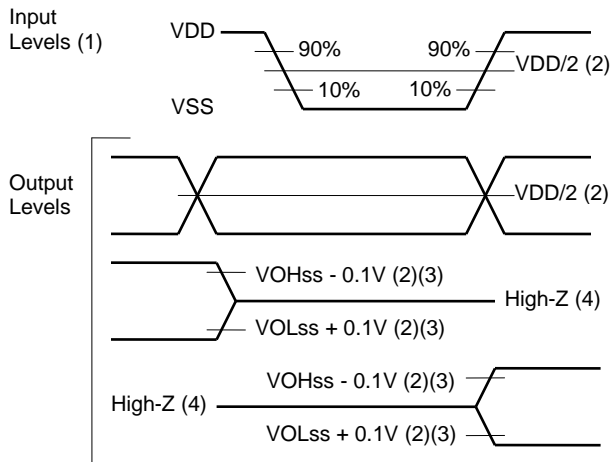 Input
Levels (1)
VDD
90%
90%
VDD/2 (2)
10%
10%
VSS
Output
Levels
VDD/2 (2)
VOHss - 0.1V (2)(3)
High-Z (4)
VOLss + 0.1V (2)(3)
VOHss - 0.1V (2)(3)
High-Z (4)
VOLss + 0.1V (2)(3)